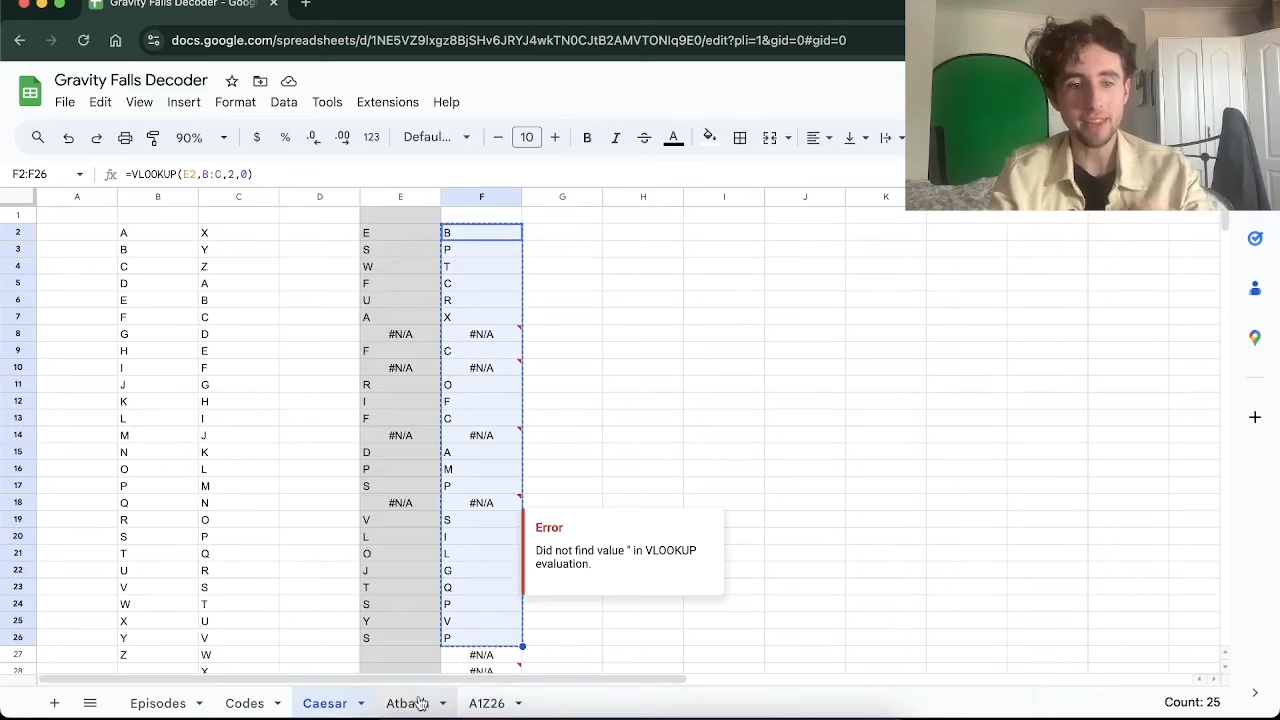 Gravity Falls Decoder - Goog
docs.google.com/spreadsheets/d/1NE5VZ9lxgz8BjSHv6JRYJ4wkTN0CJtB2AMVTONlq9E0/edit?pli=1&gid=0#gid=0
Gravity Falls Decoder
File Edit View Insert Format Data Tools Extensions Help
90% $ % .0 .00 123 Defaul... 10 B I A
F2:F26 fx =VLOOKUP(E2,B:C,2,0)
A B C D E F G H I J K
1
2 A X E B
3 B Y S P
4 C Z W T
5 D A F C
6 E B U R
7 F C A X
8 G D #N/A #N/A
9 H E F C
10 I F #N/A #N/A
11 J G R O
12 K H I F
13 L I F C
14 M J #N/A #N/A
15 N K D A
16 O L P M
17 P M S P
18 Q N #N/A #N/A
19 R O V S
20 S P L I
21 T Q O L
22 U R J G
23 V S T Q
24 W T S P
25 X U Y V
26 Y V S P
27 Z W #N/A
28 X #N/A
Error
Did not find value '' in VLOOKUP
evaluation.
Episodes Codes Caesar Atbash A1Z26 Count: 25